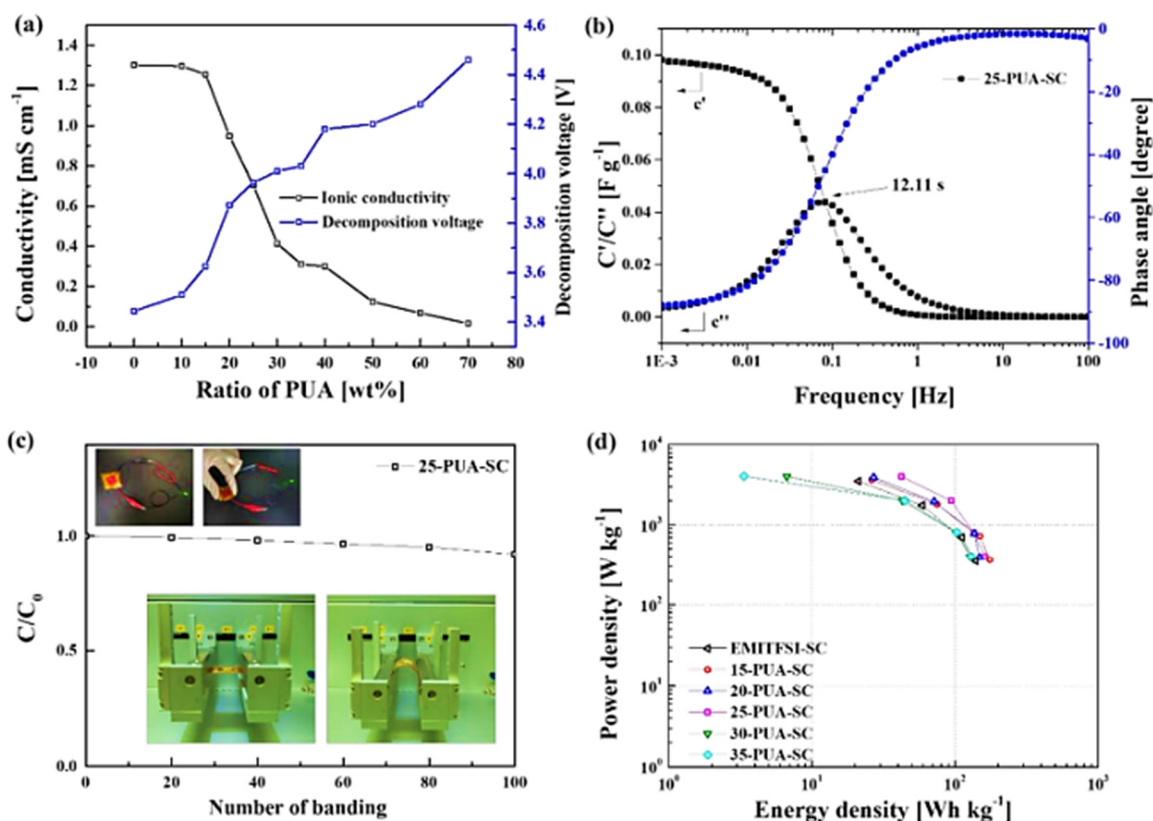 (a)
Conductivity [mS cm-1]
1.4
1.2
1.0
0.8
0.6
0.4
0.2
0.0
-10 0 10 20 30 40 50 60 70 80
Ratio of PUA [wt%]
Ionic conductivity
Decomposition voltage
4.6
4.4
4.2
4.0
3.8
3.6
3.4
Decomposition voltage [V]
(b)
C'/C'' [F g-1]
0.10
0.08
0.06
0.04
0.02
0.00
25-PUA-SC
c'
12.11 s
c''
1E-3 0.01 0.1 1 10 100
Frequency [Hz]
0
-20
-40
-60
-80
-100
Phase angle [degree]
(c)
C/C0
1.0
0.5
0.0
25-PUA-SC
0 20 40 60 80 100
Number of banding
(d)
Power density [W kg-1]
10^4
10^3
10^2
10^1
10^0
EMITFSI-SC
15-PUA-SC
20-PUA-SC
25-PUA-SC
30-PUA-SC
35-PUA-SC
10^0 10^1 10^2 10^3
Energy density [Wh kg-1]